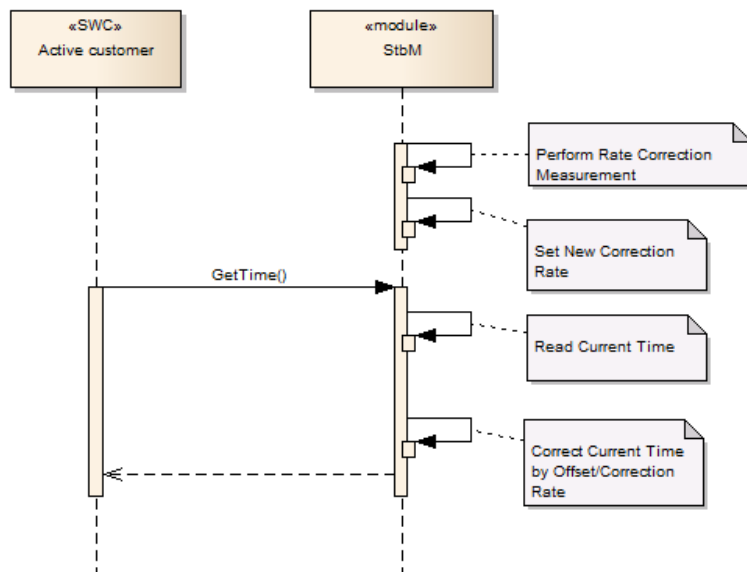 «SWC»
Active customer
«module»
StbM
Perform Rate Correction
Measurement
Set New Correction
Rate
GetTime()
Read Current Time
Correct Current Time
by Offset/Correction
Rate